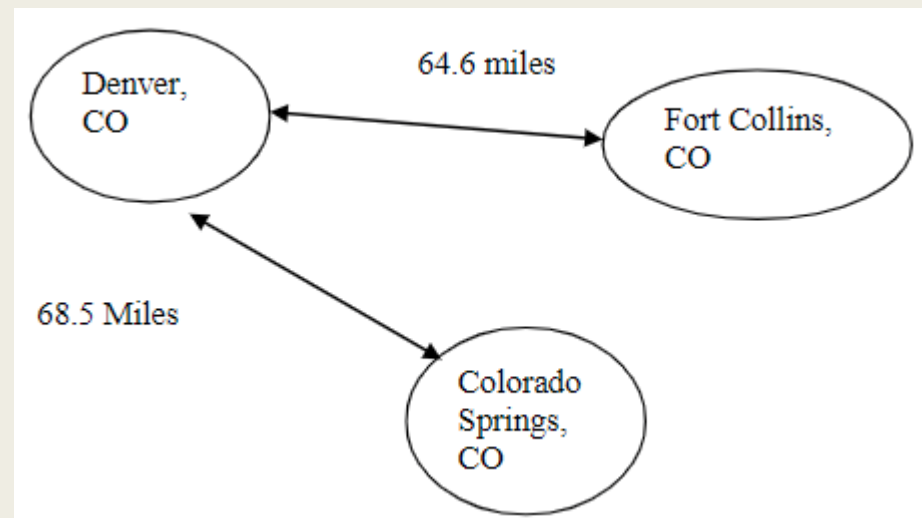 64.6 miles
Denver,
CO
Fort Collins,
CO
68.5 Miles
Colorado
Springs,
CO